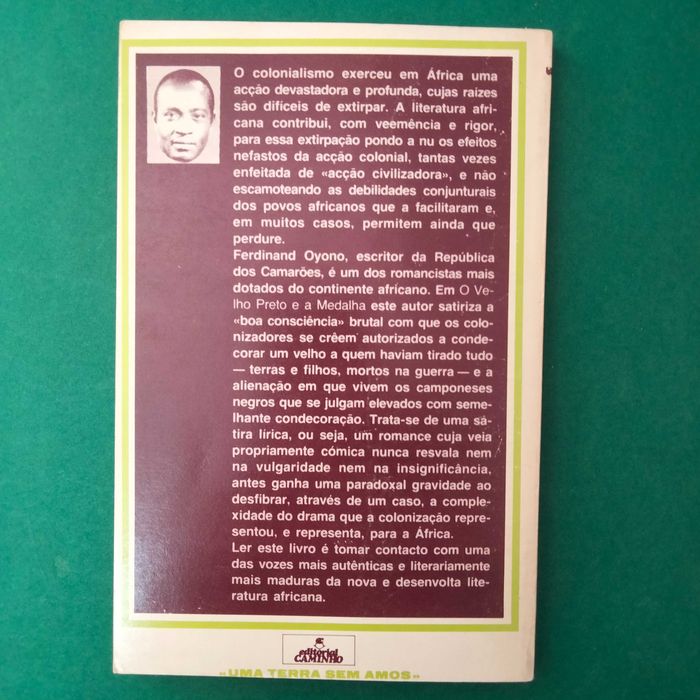 O colonialismo exerceu em África uma
acção devastadora e profunda, cujas raízes
são difíceis de extirpar. A literatura afri-
cana contribui, com veemência e rigor,
para essa extirpação pondo a nu os efeitos
nefastos da acção colonial, tantas vezes
enfeitada de «acção civilizadora», e não
escamoteando as debilidades conjunturais
dos povos africanos que a facilitaram e,
em muitos casos, permitem ainda que
perdure.
Ferdinand Oyono, escritor da República
dos Camarões, é um dos romancistas mais
dotados do continente africano. Em O Ve-
lho Preto e a Medalha este autor satiriza a
«boa consciência» brutal com que os colo-
nizadores se crêem autorizados a conde-
corar um velho a quem haviam tirado tudo
— terras e filhos, mortos na guerra — e a
alienação em que vivem os camponeses
negros que se julgam elevados com seme-
lhante condecoração. Trata-se de uma sá-
tira lírica, ou seja, um romance cuja veia
propriamente cómica nunca resvala nem
na vulgaridade nem na insignificância,
antes ganha uma paradoxal gravidade ao
desfibrar, através de um caso, a comple-
xidade do drama que a colonização repre-
sentou, e representa, para a África.
Ler este livro é tomar contacto com uma
das vozes mais autênticas e literariamente
mais maduras da nova e desenvolta lite-
ratura africana.
editorial
CAMINHO
«UMA TERRA SEM AMOS»